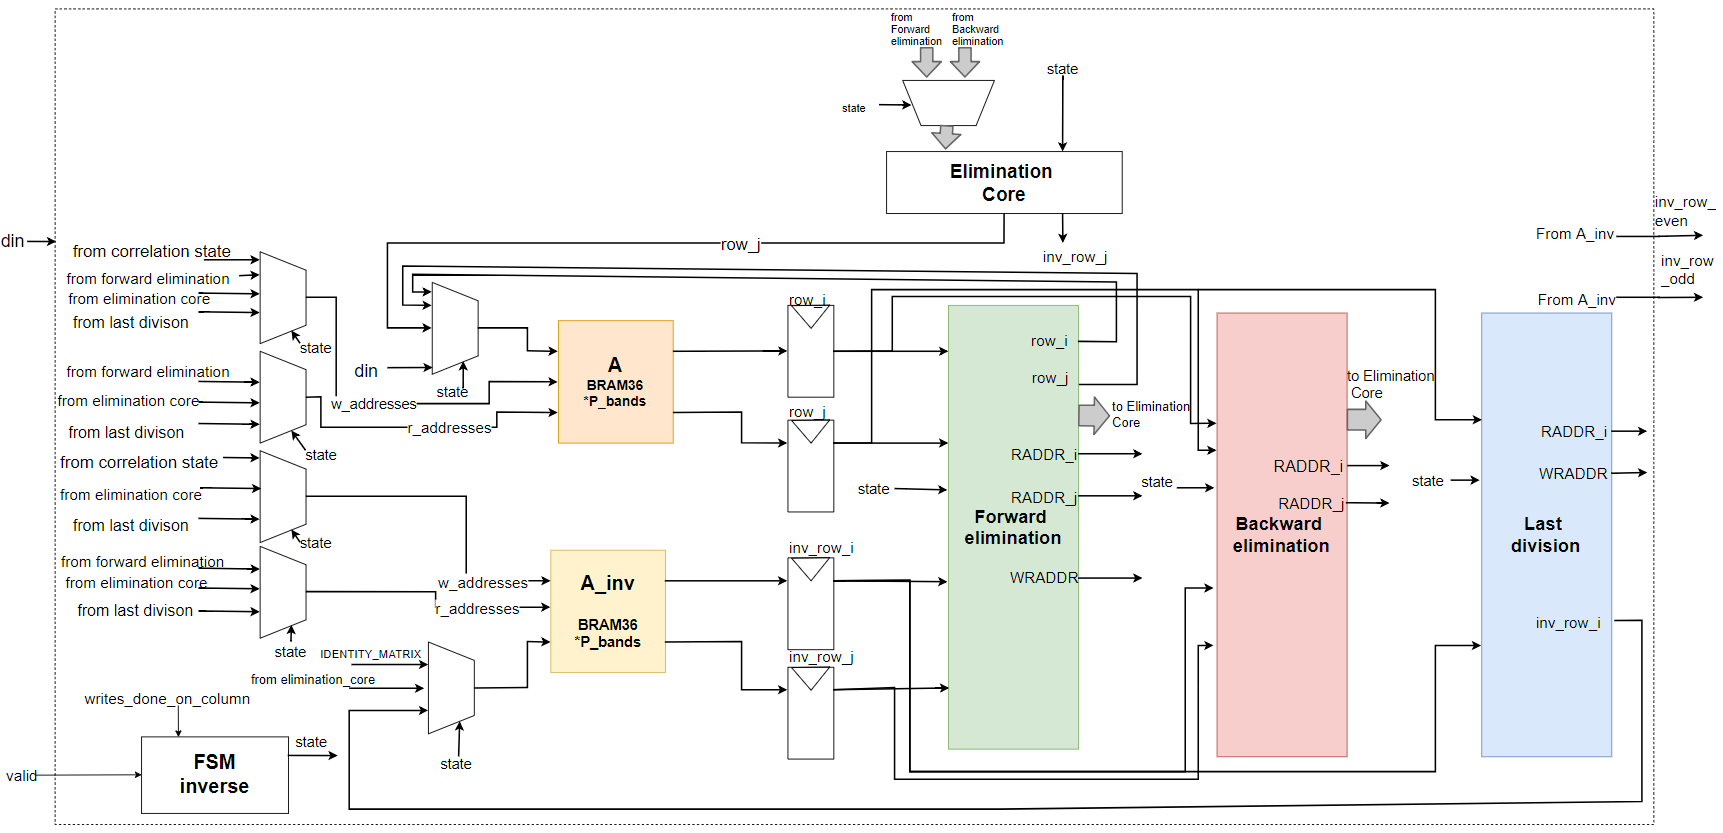 from
Forward
elimination
from
Backward
elimination
state
state
Elimination
Core
row_j
inv_row_j
inv_row_
even
From A_inv
inv_row
_odd
From A_inv
din
from correlation state
from forward elimination
from elimination core
from last divison
state
from forward elimination
from elimination core
from last divison
state
from correlation state
from elimination core
from last divison
state
from forward elimination
from elimination core
from last divison
state
din
state
w_addresses
r_addresses
A
BRAM36
*P_bands
row_i
row_j
w_addresses
r_addresses
A_inv
BRAM36
*P_bands
inv_row_i
inv_row_j
IDENTITY_MATRIX
from elimination_core
state
writes_done_on_column
valid
FSM
inverse
state
state
row_i
row_j
to Elimination
Core
RADDR_i
RADDR_j
Forward
elimination
WRADDR
state
to Elimination
Core
RADDR_i
RADDR_j
Backward
elimination
state
RADDR_i
WRADDR
Last
division
inv_row_i